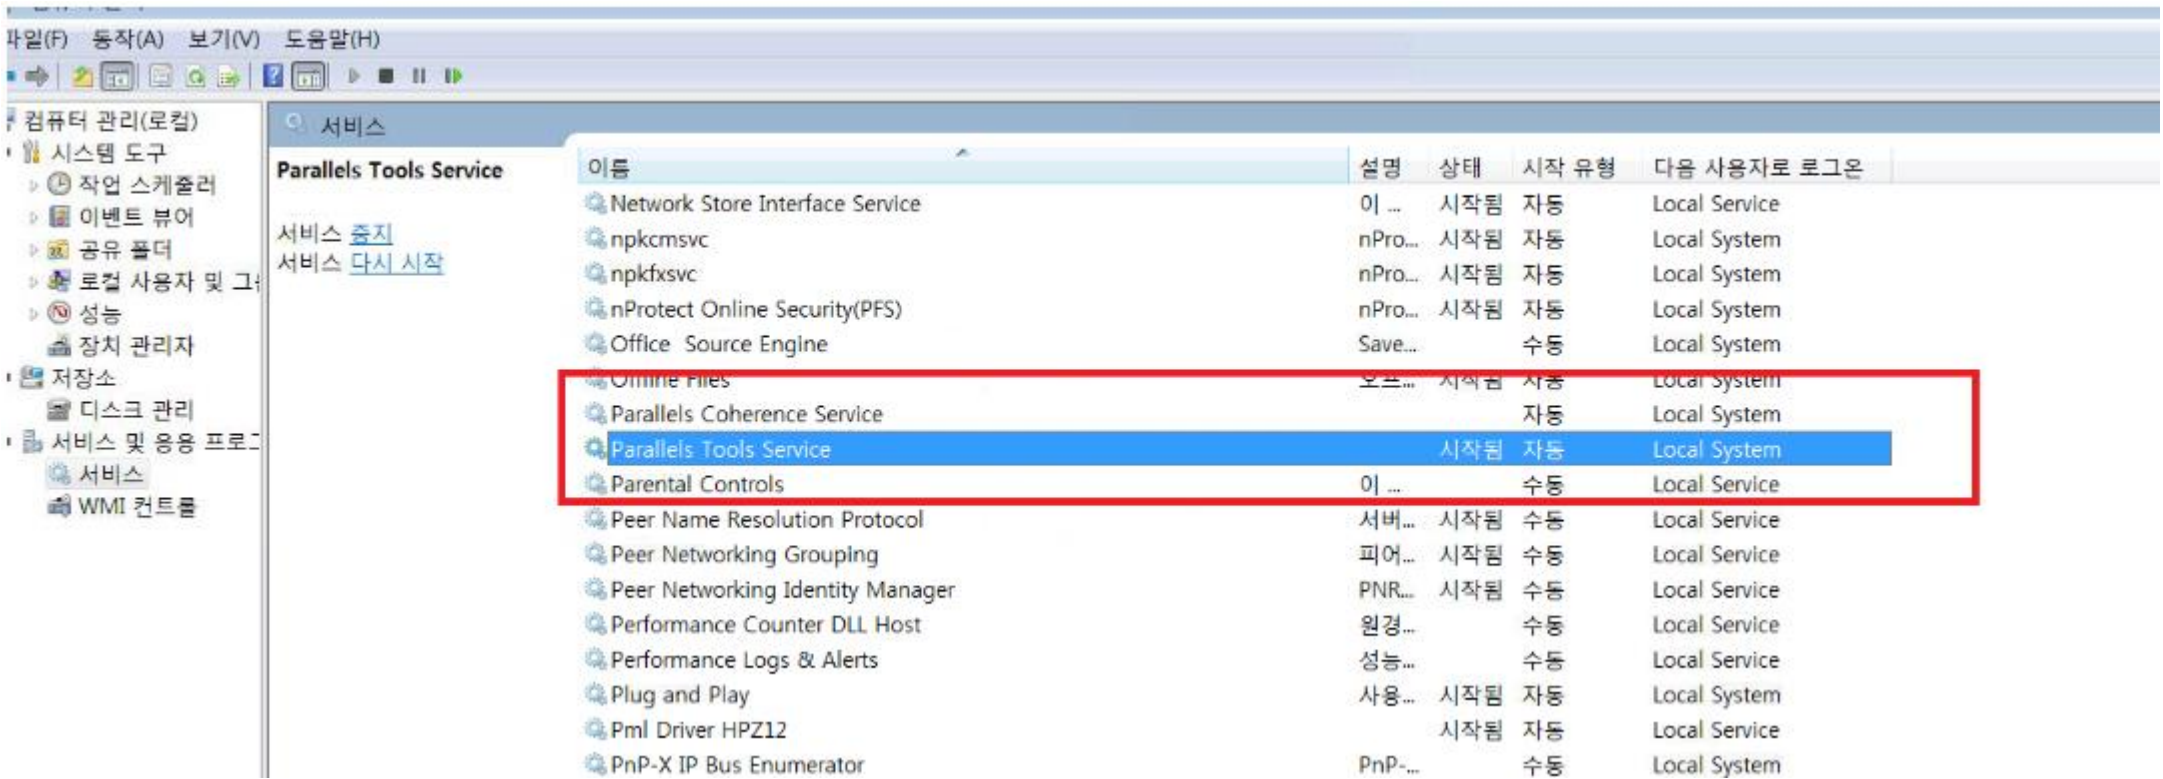 파일(F) 동작(A) 보기(V) 도움말(H)
컴퓨터 관리(로컬)
시스템 도구
작업 스케줄러
이벤트 뷰어
공유 폴더
로컬 사용자 및 그
성능
장치 관리자
저장소
디스크 관리
서비스 및 응용 프로그
서비스
WMI 컨트롤
서비스
Parallels Tools Service
서비스 중지
서비스 다시 시작
이름 설명 상태 시작 유형 다음 사용자로 로그온
Network Store Interface Service 이 ... 시작됨 자동 Local Service
npkcmsvc nPro... 시작됨 자동 Local System
npkfxsvc nPro... 시작됨 자동 Local System
nProtect Online Security(PFS) nPro... 시작됨 자동 Local System
Office Source Engine Save... 수동 Local System
Offline Files 오프... 시작됨 자동 Local System
Parallels Coherence Service 자동 Local System
Parallels Tools Service 시작됨 자동 Local System
Parental Controls 이 ... 수동 Local Service
Peer Name Resolution Protocol 서버... 시작됨 수동 Local Service
Peer Networking Grouping 피어... 시작됨 수동 Local Service
Peer Networking Identity Manager PNR... 시작됨 수동 Local Service
Performance Counter DLL Host 원경... 수동 Local Service
Performance Logs & Alerts 성능... 수동 Local Service
Plug and Play 사용... 시작됨 자동 Local System
Pml Driver HPZ12 시작됨 자동 Local Service
PnP-X IP Bus Enumerator PnP-... 수동 Local System